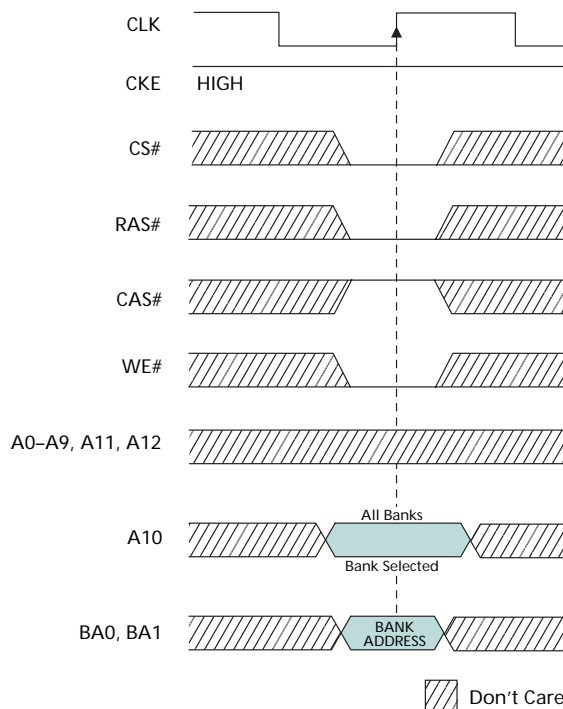 CLK
CKE HIGH
CS#
RAS#
CAS#
WE#
A0–A9, A11, A12
All Banks
A10
Bank Selected
BA0, BA1
BANK
ADDRESS
Don't Care